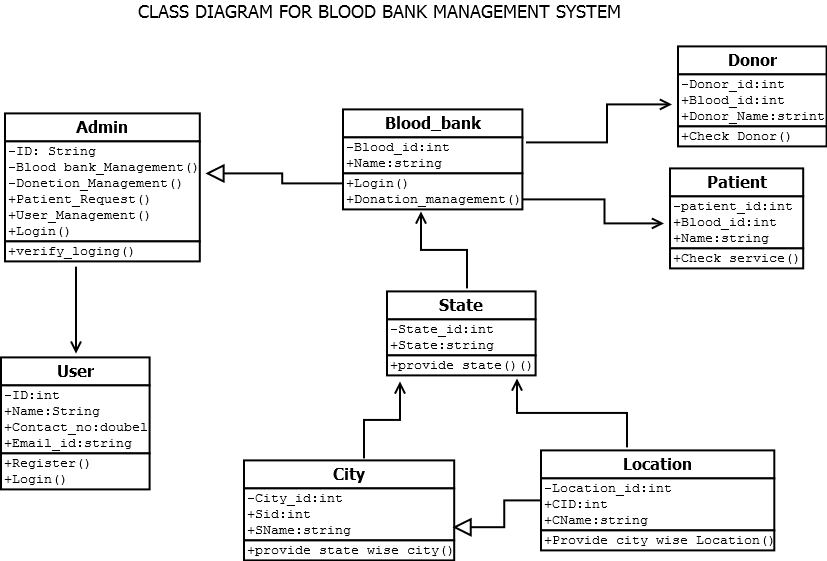 CLASS DIAGRAM FOR BLOOD BANK MANAGEMENT SYSTEM
Donor
-Donor_id:int
+Blood_id:int
+Donor_Name:strint
+Check Donor()
Admin
-ID: String
-Blood bank_Management()
-Donetion_Management()
+Patient_Request()
+User_Management()
+Login()
+verify_loging()
Blood_bank
-Blood_id:int
+Name:string
+Login()
+Donation_management()
Patient
-patient_id:int
+Blood_id:int
+Name:string
+Check service()
State
-State_id:int
+State:string
+provide state()()
User
-ID:int
+Name:String
+Contact_no:doubel
+Email_id:string
+Register()
+Login()
City
-City_id:int
+Sid:int
+SName:string
+provide state wise city()
Location
-Location_id:int
+CID:int
+CName:string
+Provide city wise Location()